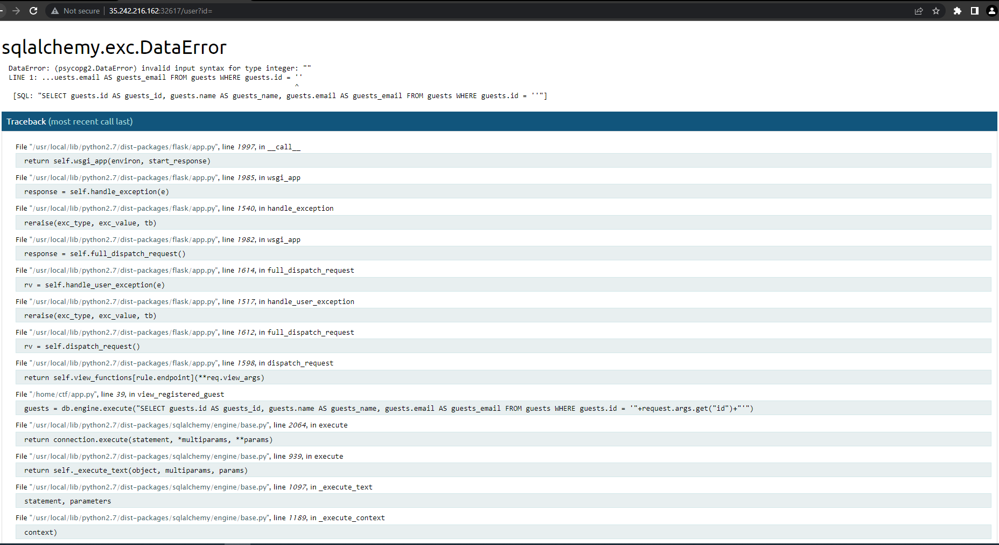 Not secure 35.242.216.162:32617/user?id=
sqlalchemy.exc.DataError
DataError: (psycopg2.DataError) invalid input syntax for type integer: ""
LINE 1: ...uests.email AS guests_email FROM guests WHERE guests.id = ''
^
[SQL: "SELECT guests.id AS guests_id, guests.name AS guests_name, guests.email AS guests_email FROM guests WHERE guests.id = ''"]
Traceback (most recent call last)
File "/usr/local/lib/python2.7/dist-packages/flask/app.py", line 1997, in __call__
return self.wsgi_app(environ, start_response)
File "/usr/local/lib/python2.7/dist-packages/flask/app.py", line 1985, in wsgi_app
response = self.handle_exception(e)
File "/usr/local/lib/python2.7/dist-packages/flask/app.py", line 1540, in handle_exception
reraise(exc_type, exc_value, tb)
File "/usr/local/lib/python2.7/dist-packages/flask/app.py", line 1982, in wsgi_app
response = self.full_dispatch_request()
File "/usr/local/lib/python2.7/dist-packages/flask/app.py", line 1614, in full_dispatch_request
rv = self.handle_user_exception(e)
File "/usr/local/lib/python2.7/dist-packages/flask/app.py", line 1517, in handle_user_exception
reraise(exc_type, exc_value, tb)
File "/usr/local/lib/python2.7/dist-packages/flask/app.py", line 1612, in full_dispatch_request
rv = self.dispatch_request()
File "/usr/local/lib/python2.7/dist-packages/flask/app.py", line 1598, in dispatch_request
return self.view_functions[rule.endpoint](**req.view_args)
File "/home/ctf/app.py", line 39, in view_registered_guest
guests = db.engine.execute("SELECT guests.id AS guests_id, guests.name AS guests_name, guests.email AS guests_email FROM guests WHERE guests.id = '"+request.args.get("id")+"'")
File "/usr/local/lib/python2.7/dist-packages/sqlalchemy/engine/base.py", line 2064, in execute
return connection.execute(statement, *multiparams, **params)
File "/usr/local/lib/python2.7/dist-packages/sqlalchemy/engine/base.py", line 939, in execute
return self._execute_text(object, multiparams, params)
File "/usr/local/lib/python2.7/dist-packages/sqlalchemy/engine/base.py", line 1097, in _execute_text
statement, parameters
File "/usr/local/lib/python2.7/dist-packages/sqlalchemy/engine/base.py", line 1189, in _execute_context
context)